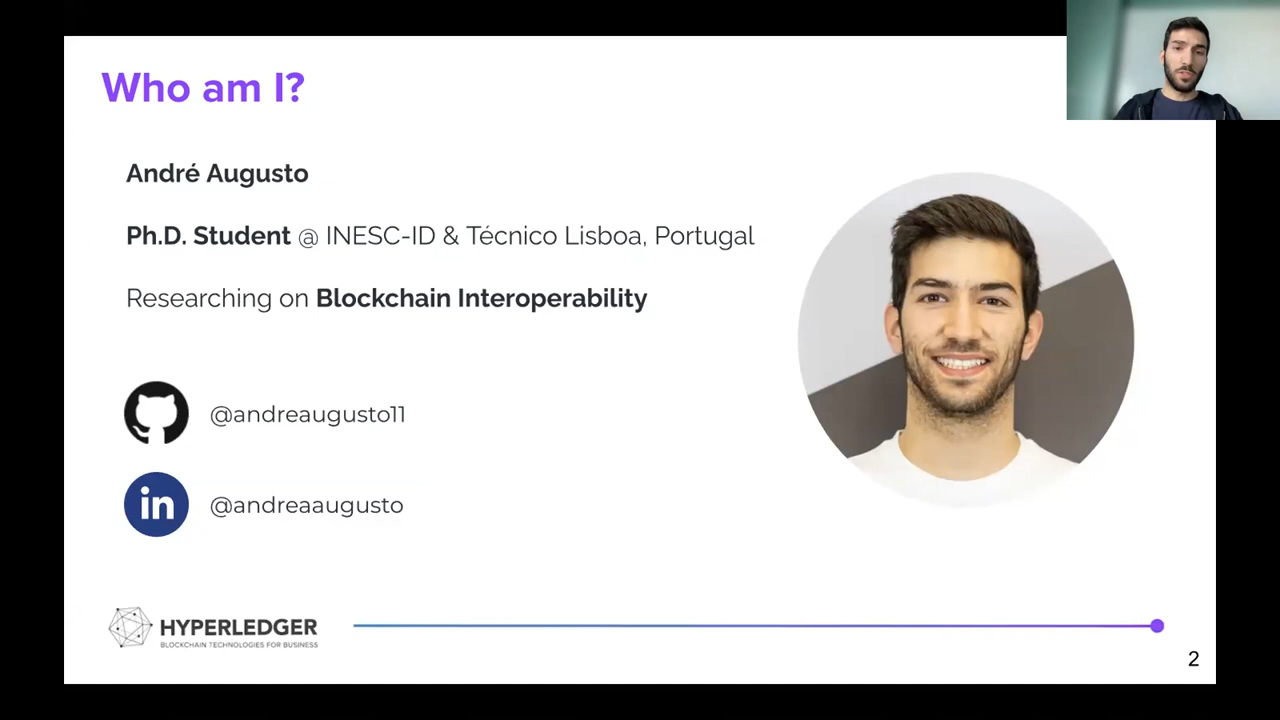 Who am I?
André Augusto
Ph.D. Student @ INESC-ID & Técnico Lisboa, Portugal
Researching on Blockchain Interoperability
@andreaugusto11
in
@andreaaugusto
HYPERLEDGER
BLOCKCHAIN TECHNOLOGIES FOR BUSINESS
2